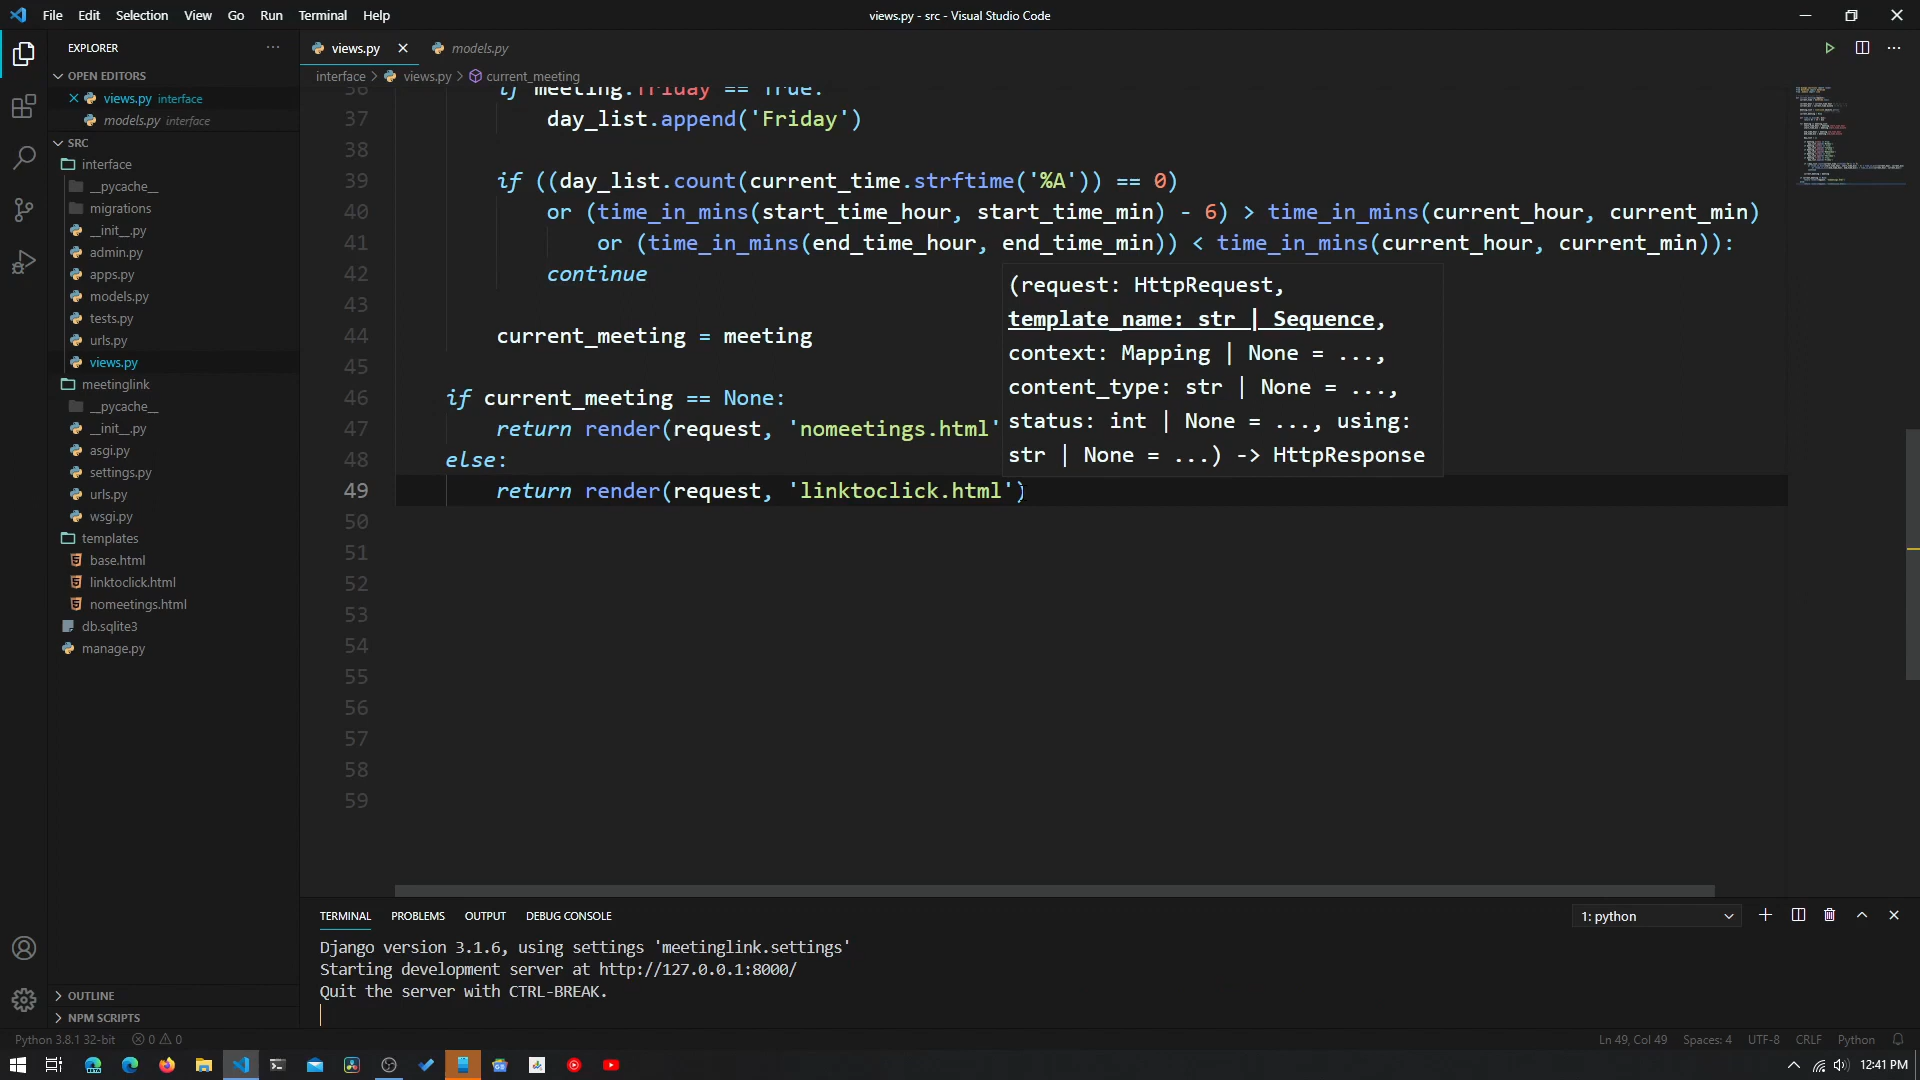 File Edit Selection View Go Run Terminal Help
views.py - src - Visual Studio Code
EXPLORER
OPEN EDITORS
views.py interface
models.py interface
SRC
interface
__pycache__
migrations
__init__.py
admin.py
apps.py
models.py
tests.py
urls.py
views.py
meetinglink
__pycache__
__init__.py
asgi.py
settings.py
urls.py
wsgi.py
templates
base.html
linktoclick.html
nomeetings.html
db.sqlite3
manage.py
OUTLINE
NPM SCRIPTS
views.py
models.py
interface > views.py > current_meeting
36 if meeting.friday == True:
37 day_list.append('Friday')
38
39 if ((day_list.count(current_time.strftime('%A')) == 0)
40 or (time_in_mins(start_time_hour, start_time_min) - 6) > time_in_mins(current_hour, current_min)
41 or (time_in_mins(end_time_hour, end_time_min)) < time_in_mins(current_hour, current_min)):
42 continue
43
44 current_meeting = meeting
45
46 if current_meeting == None:
47 return render(request, 'nomeetings.html'
48 else:
49 return render(request, 'linktoclick.html')
50
51
52
53
54
55
56
57
58
59
(request: HttpRequest,
template_name: str | Sequence,
context: Mapping | None = ...,
content_type: str | None = ...,
status: int | None = ..., using:
str | None = ...) -> HttpResponse
TERMINAL PROBLEMS OUTPUT DEBUG CONSOLE
1: python
Django version 3.1.6, using settings 'meetinglink.settings'
Starting development server at http://127.0.0.1:8000/
Quit the server with CTRL-BREAK.
Python 3.8.1 32-bit 0 0
Ln 49, Col 49 Spaces: 4 UTF-8 CRLF Python
12:41 PM